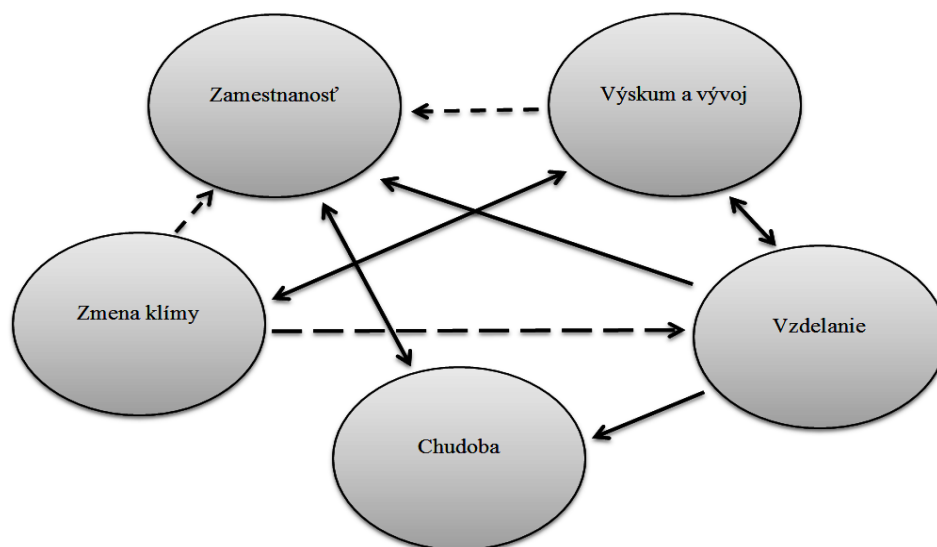 Zamestnanosť
Výskum a vývoj
Zmena klímy
Vzdelanie
Chudoba